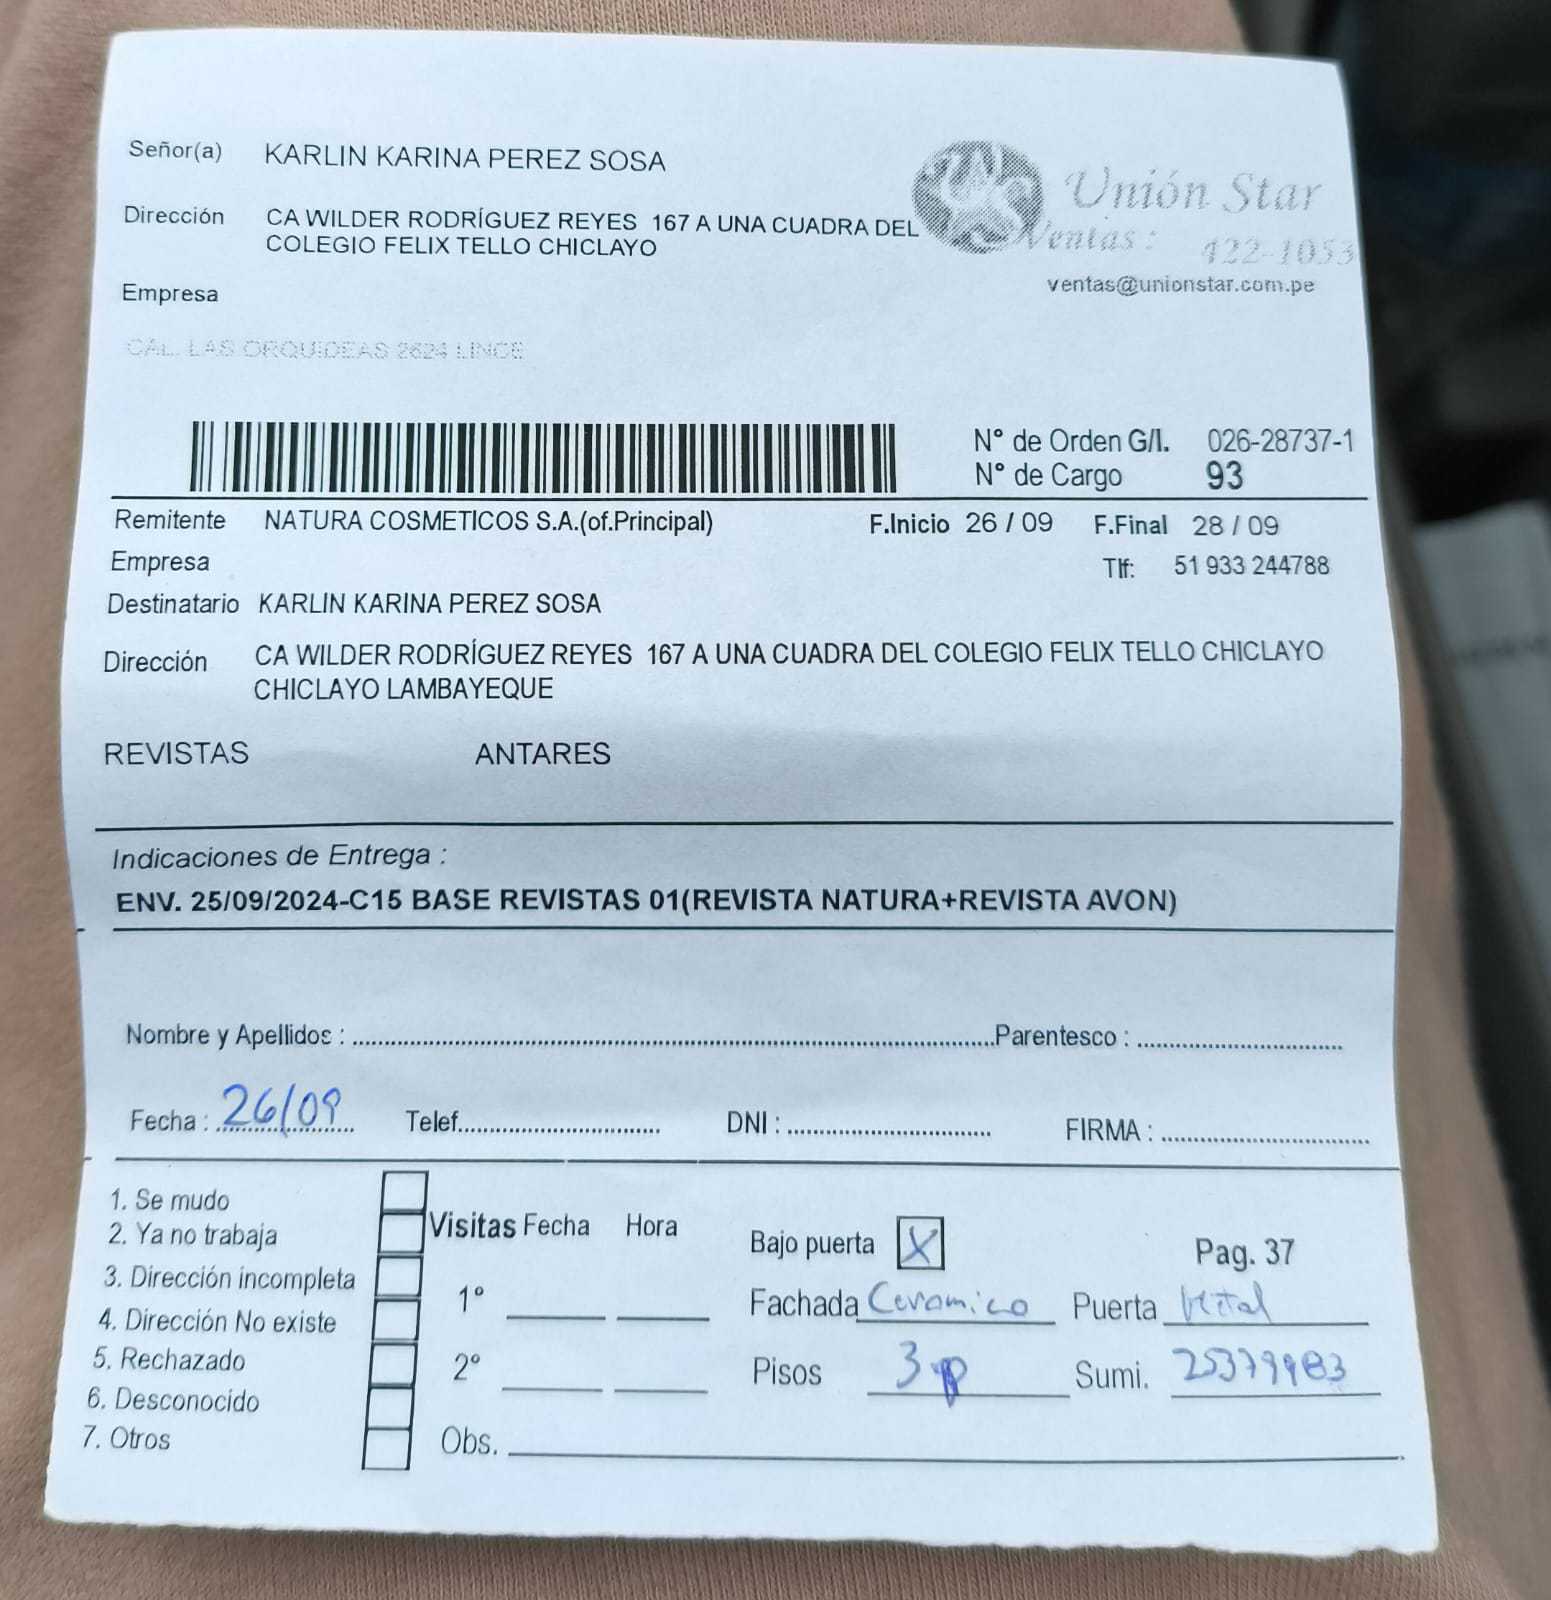 Señor(a) KARLIN KARINA PEREZ SOSA
Dirección CA WILDER RODRÍGUEZ REYES 167 A UNA CUADRA DEL
COLEGIO FELIX TELLO CHICLAYO
Unión Star
Ventas : 422-1053
ventas@unionstar.com.pe
Empresa
CAL. LAS ORQUIDEAS 2624 LINCE
N° de Orden G/I. 026-28737-1
N° de Cargo 93
Remitente NATURA COSMETICOS S.A.(of.Principal) F.Inicio 26 / 09 F.Final 28 / 09
Empresa Tlf: 51 933 244788
Destinatario KARLIN KARINA PEREZ SOSA
Dirección CA WILDER RODRÍGUEZ REYES 167 A UNA CUADRA DEL COLEGIO FELIX TELLO CHICLAYO
CHICLAYO LAMBAYEQUE
REVISTAS ANTARES
Indicaciones de Entrega :
ENV. 25/09/2024-C15 BASE REVISTAS 01(REVISTA NATURA+REVISTA AVON)
Nombre y Apellidos : Parentesco :
Fecha : 26/09 Telef. DNI : FIRMA :
1. Se mudo
2. Ya no trabaja
3. Dirección incompleta
4. Dirección No existe
5. Rechazado
6. Desconocido
7. Otros
Visitas Fecha Hora
1°
2°
Obs.
Bajo puerta X Pag. 37
Fachada Ceramico Puerta Metal
Pisos 3 p Sumi.